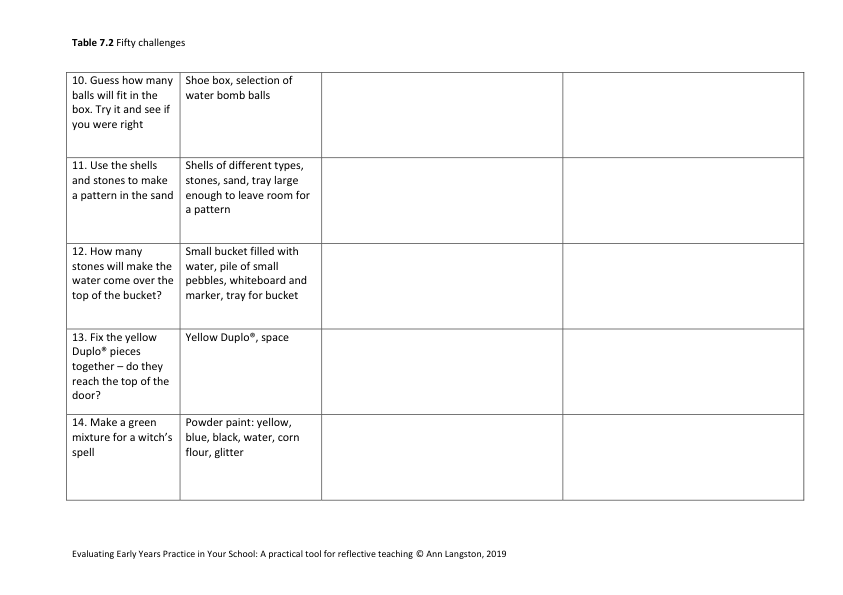 Table 7.2 Fifty challenges
10. Guess how many
balls will fit in the
box. Try it and see if
you were right
Shoe box, selection of
water bomb balls
11. Use the shells
and stones to make
a pattern in the sand
Shells of different types,
stones, sand, tray large
enough to leave room for
a pattern
12. How many
stones will make the
water come over the
top of the bucket?
Small bucket filled with
water, pile of small
pebbles, whiteboard and
marker, tray for bucket
13. Fix the yellow
Duplo® pieces
together – do they
reach the top of the
door?
Yellow Duplo®, space
14. Make a green
mixture for a witch’s
spell
Powder paint: yellow,
blue, black, water, corn
flour, glitter
Evaluating Early Years Practice in Your School: A practical tool for reflective teaching © Ann Langston, 2019